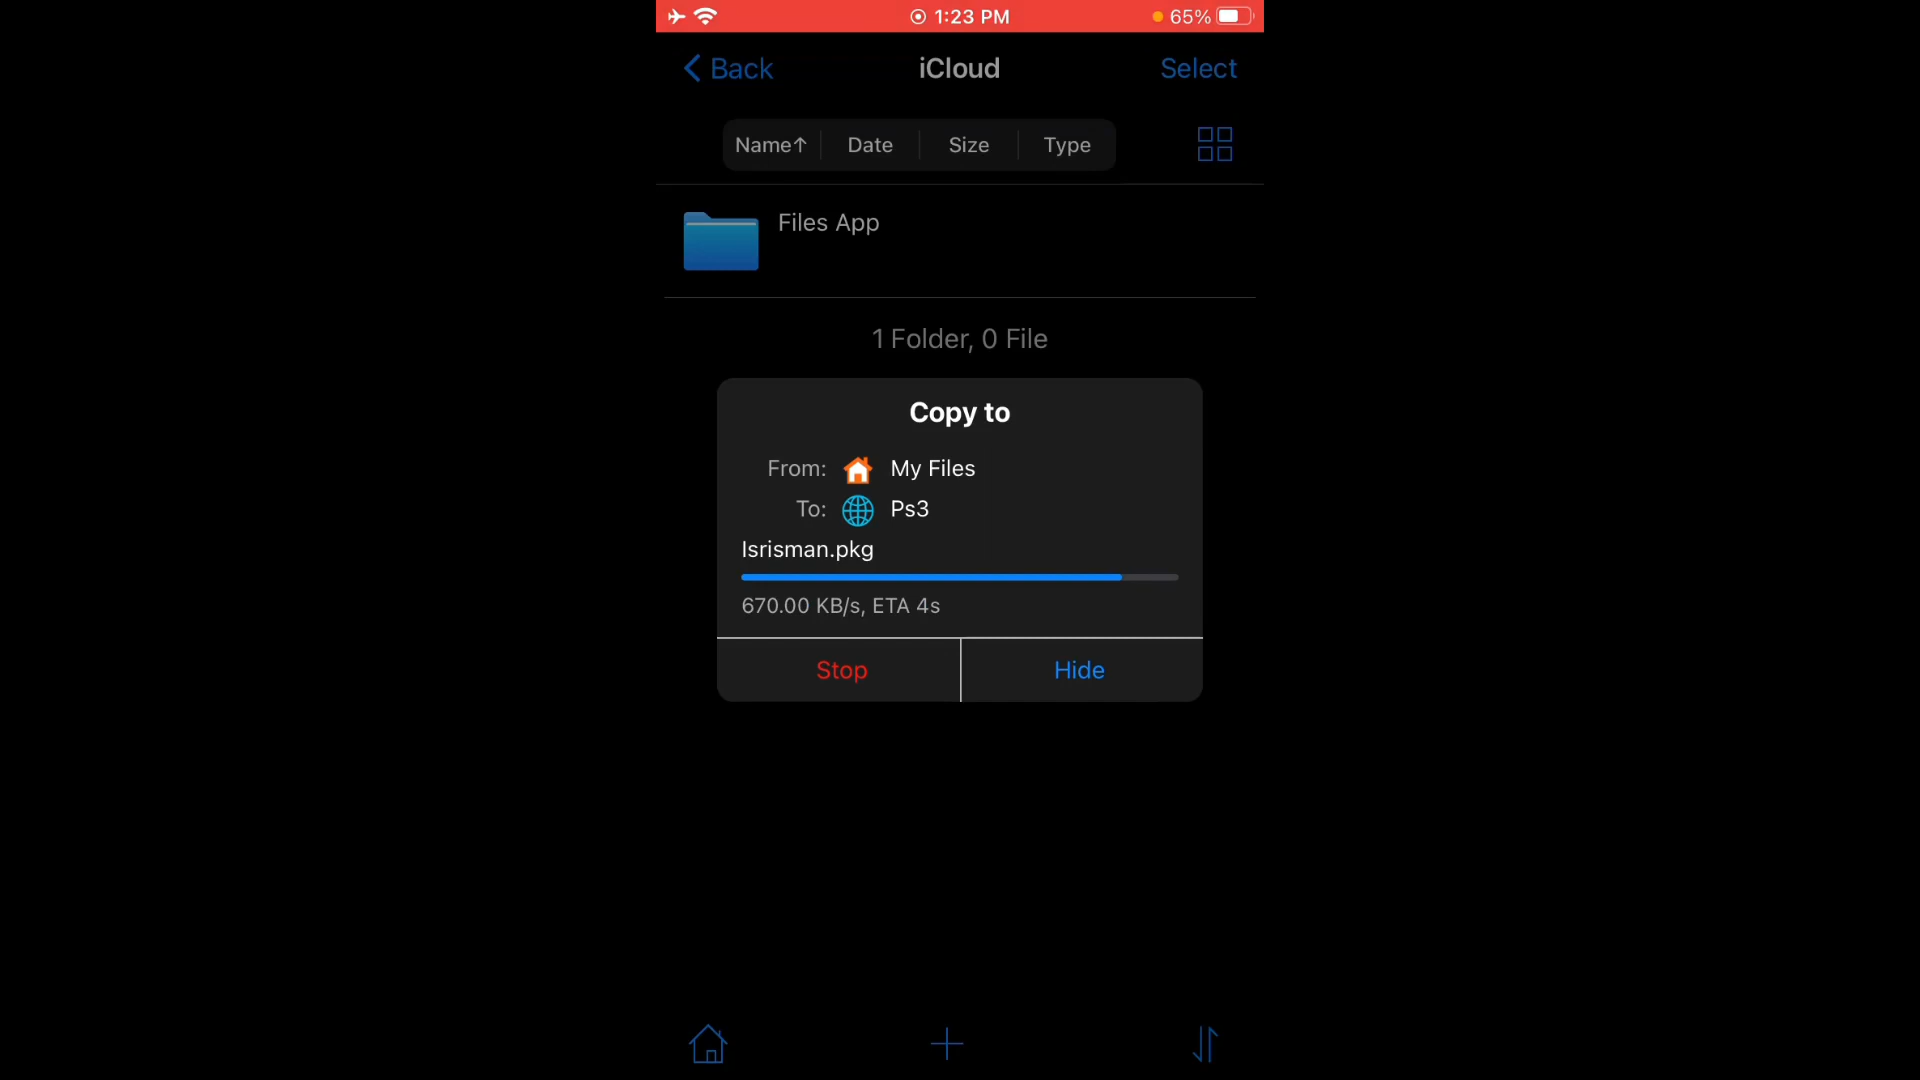 1:23 PM
65%
Back
iCloud
Select
Name↑ Date Size Type
Files App
1 Folder, 0 File
Copy to
From: My Files
To: Ps3
Isrisman.pkg
670.00 KB/s, ETA 4s
Stop
Hide